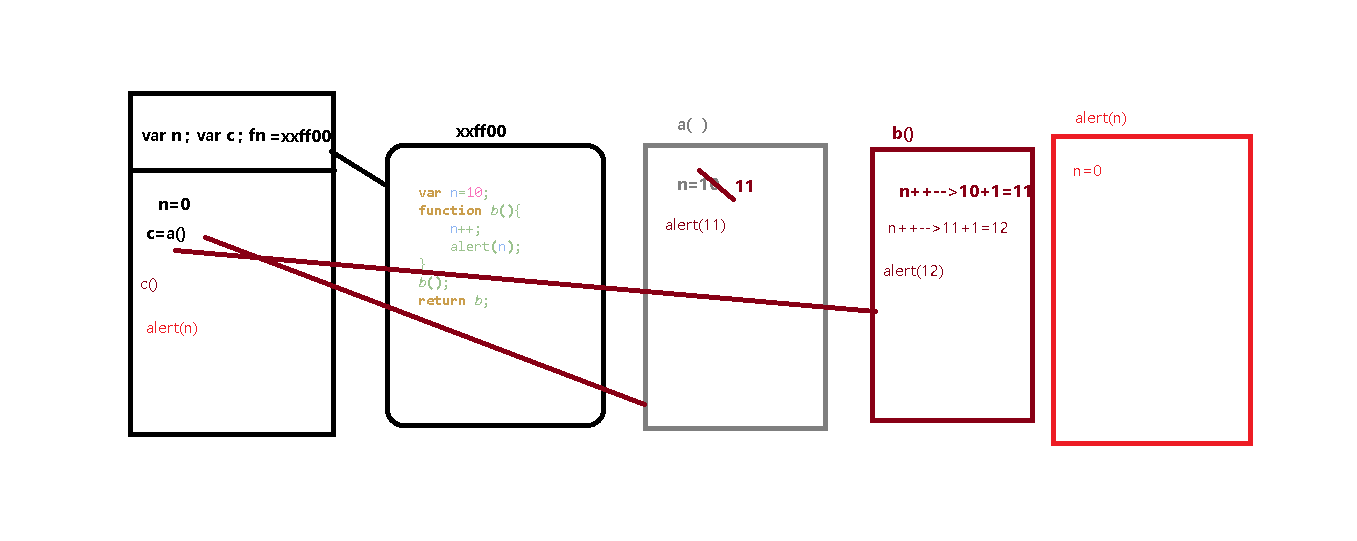 var n ; var c ; fn =xxff00
n=0
c=a()
c()
alert(n)
xxff00
var n=10;
function b(){
n++;
alert(n);
}
b();
return b;
a( )
n=10 11
alert(11)
b()
n++-->10+1=11
n++-->11+1=12
alert(12)
alert(n)
n=0